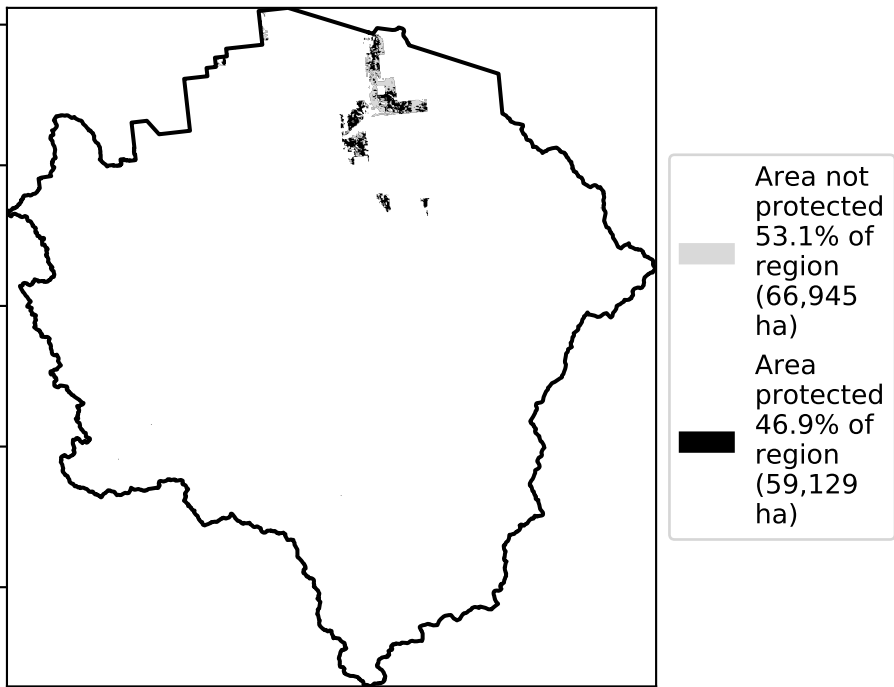 Area not
protected
53.1% of
region
(66,945
ha)
Area
protected
46.9% of
region
(59,129
ha)